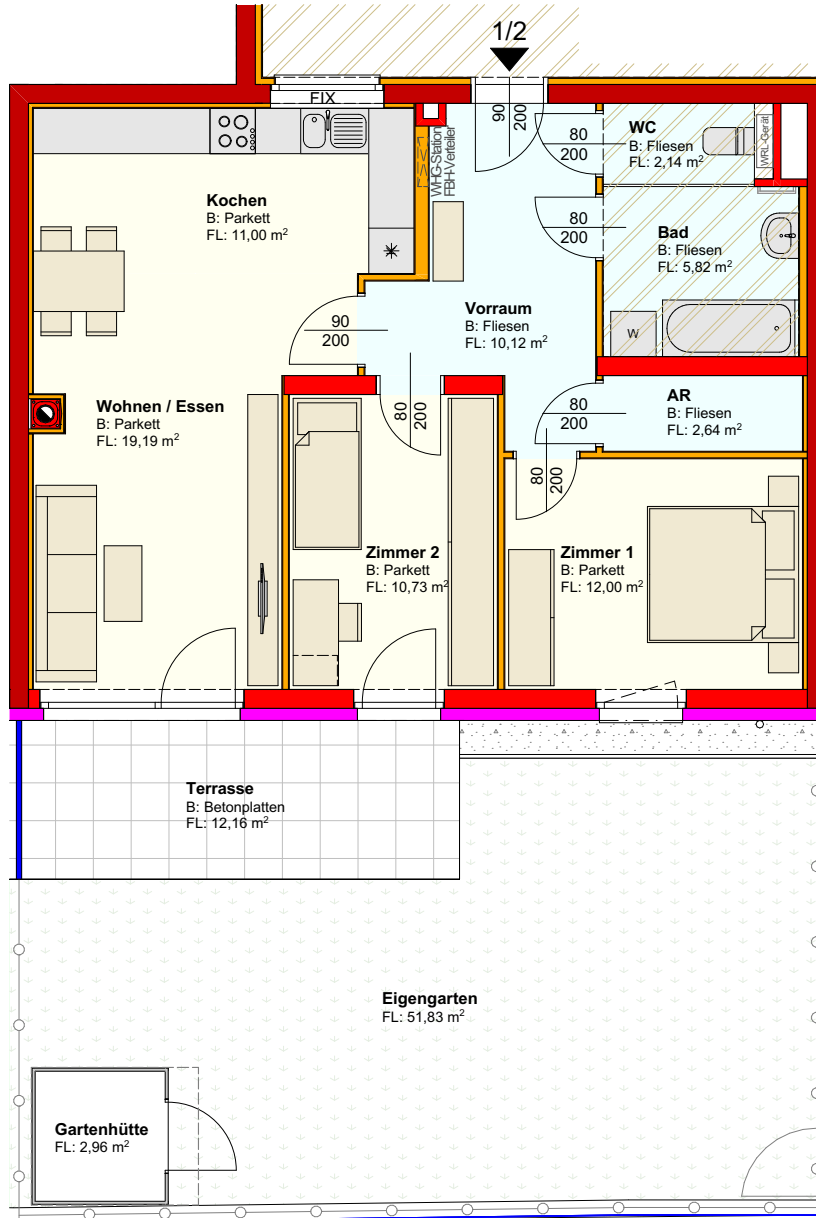 1/2
FIX
90
200
WHG-Station
FBH-Verteiler
80
200
WC
B: Fliesen
FL: 2,14 m²
WRL-Gerät
Kochen
B: Parkett
FL: 11,00 m²
80
200
Bad
B: Fliesen
FL: 5,82 m²
W
90
200
Vorraum
B: Fliesen
FL: 10,12 m²
Wohnen / Essen
B: Parkett
FL: 19,19 m²
80
200
80
200
AR
B: Fliesen
FL: 2,64 m²
80
200
Zimmer 2
B: Parkett
FL: 10,73 m²
Zimmer 1
B: Parkett
FL: 12,00 m²
Terrasse
B: Betonplatten
FL: 12,16 m²
Eigengarten
FL: 51,83 m²
Gartenhütte
FL: 2,96 m²